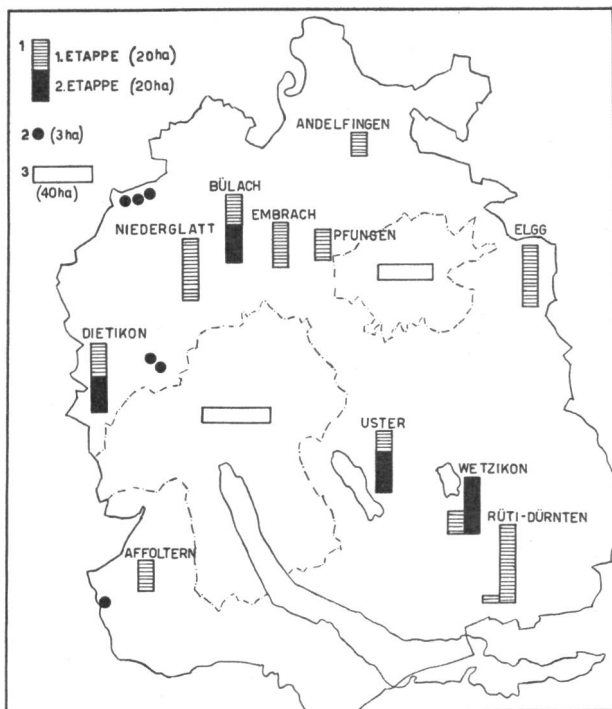 1
1. ETAPPE (20ha)
2. ETAPPE (20ha)
2 (3ha)
3
(40ha)
ANDELFINGEN
BÜLACH
EMBRACH
NIEDERGLATT
PFUNGEN
ELGG
DIETIKON
USTER
WETZIKON
RÜTI-DÜRNTEN
AFFOLTERN